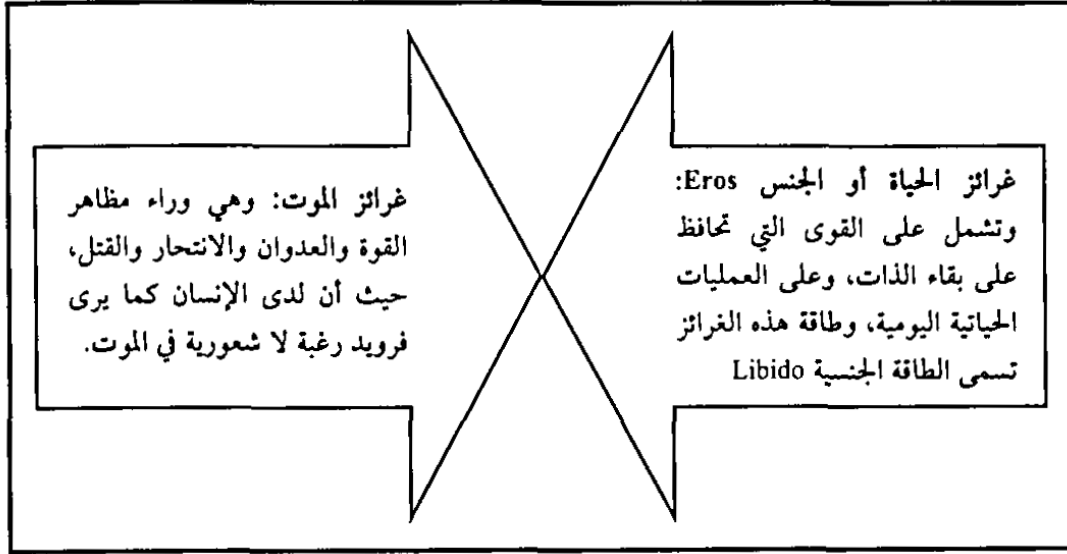 غرائز الحياة أو الجنس Eros:
وتشمل على القوى التي تحافظ
على بقاء الذات، وعلى العمليات
الحياتية اليومية، وطاقة هذه الغرائز
تسمى الطاقة الجنسية Libido
غرائز الموت: وهي وراء مظاهر
القوة والعدوان والانتحار والقتل،
حيث أن لدى الإنسان كما يرى
فرويد رغبة لا شعورية في الموت.